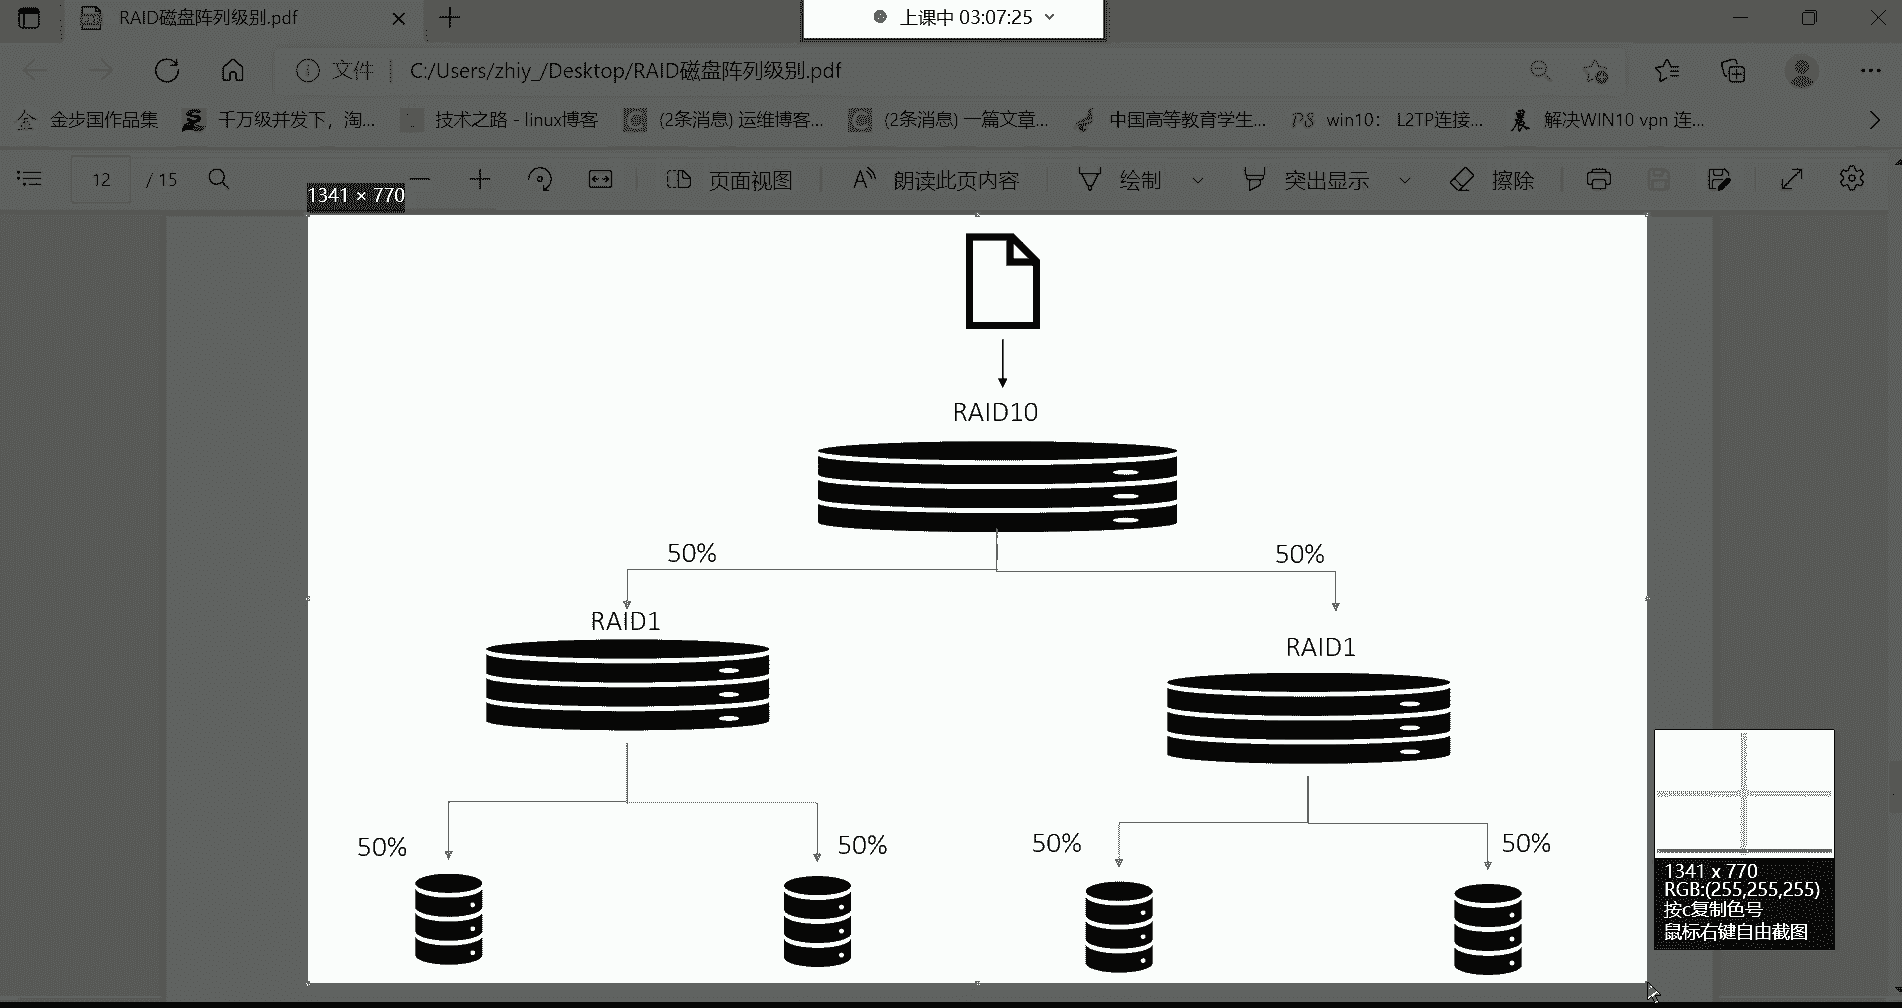 RAID磁盘阵列级别.pdf
上课中 03:07:25
文件
C:/Users/zhiy_/Desktop/RAID磁盘阵列级别.pdf
金步国作品集
千万级并发下，淘...
技术之路 - linux博客
(2条消息) 运维博客...
(2条消息) 一篇文章...
中国高等教育学生...
PS
win10： L2TP连接...
解决WIN10 vpn 连...
12
/ 15
页面视图
朗读此页内容
绘制
突出显示
擦除
1341 × 770
RAID10
50%
50%
RAID1
RAID1
50%
50%
50%
50%
1341 x 770
RGB:(255,255,255)
按c复制色号
鼠标右键自由截图